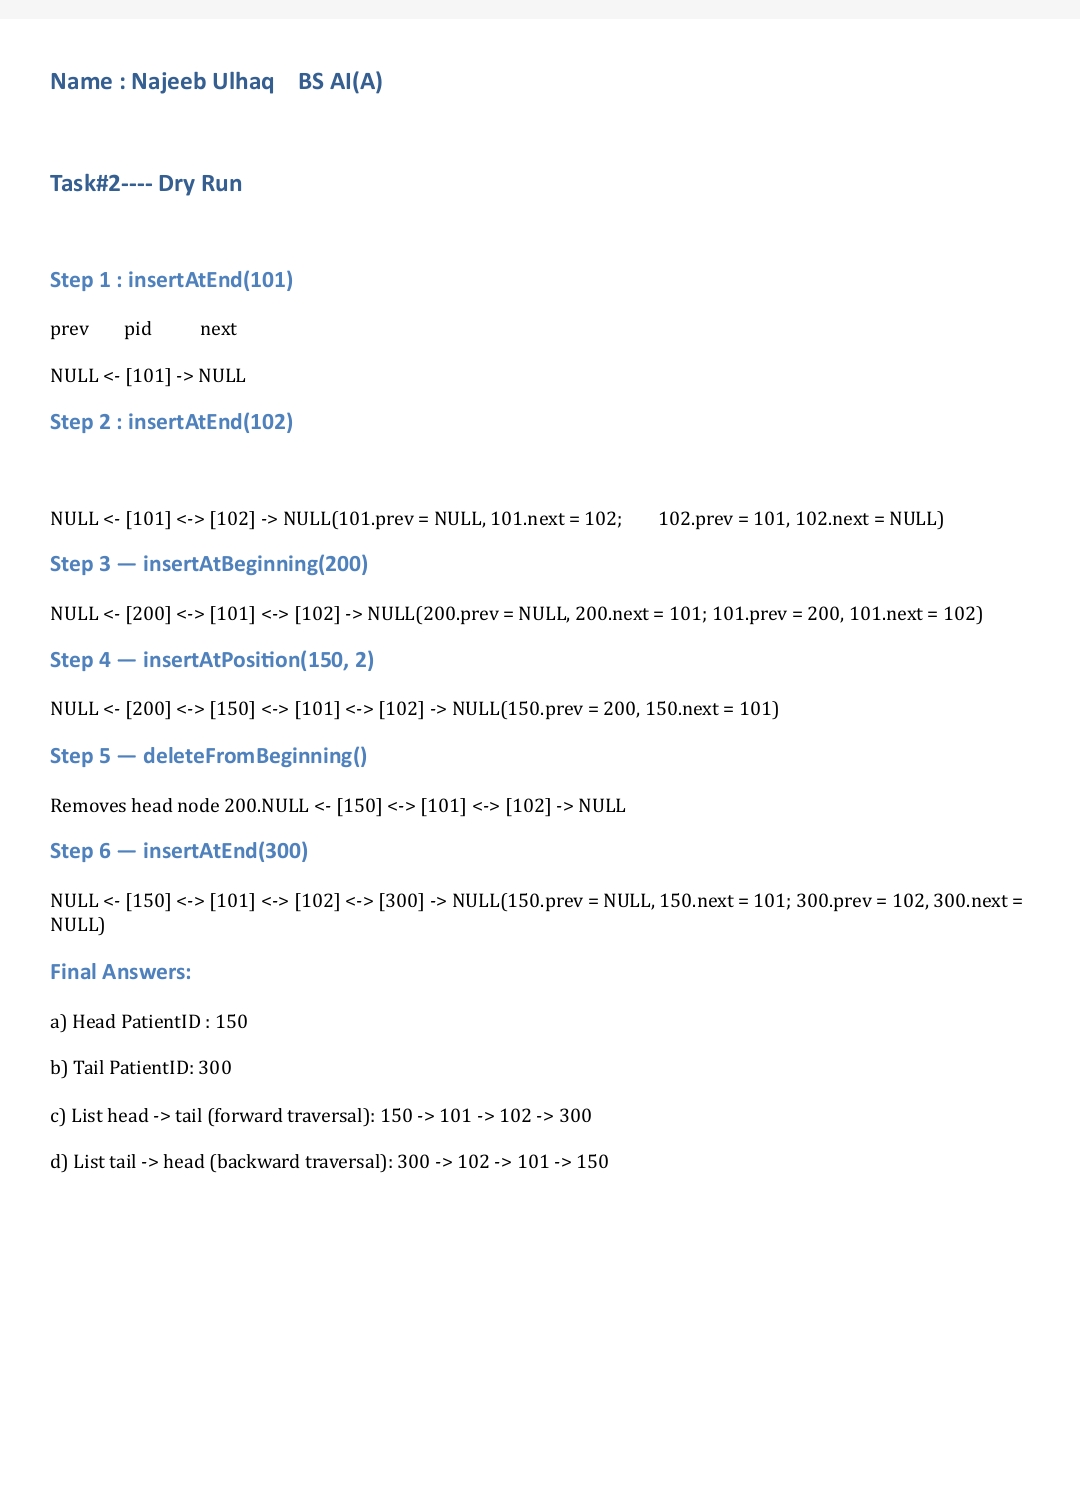 Name : Najeeb Ulhaq    BS AI(A)
Task#2---- Dry Run
Step 1 : insertAtEnd(101)
prev pid next
NULL <- [101] -> NULL
Step 2 : insertAtEnd(102)
NULL <- [101] <-> [102] -> NULL(101.prev = NULL, 101.next = 102; 102.prev = 101, 102.next = NULL)
Step 3 — insertAtBeginning(200)
NULL <- [200] <-> [101] <-> [102] -> NULL(200.prev = NULL, 200.next = 101; 101.prev = 200, 101.next = 102)
Step 4 — insertAtPosition(150, 2)
NULL <- [200] <-> [150] <-> [101] <-> [102] -> NULL(150.prev = 200, 150.next = 101)
Step 5 — deleteFromBeginning()
Removes head node 200.NULL <- [150] <-> [101] <-> [102] -> NULL
Step 6 — insertAtEnd(300)
NULL <- [150] <-> [101] <-> [102] <-> [300] -> NULL(150.prev = NULL, 150.next = 101; 300.prev = 102, 300.next =
NULL)
Final Answers:
a) Head PatientID : 150
b) Tail PatientID: 300
c) List head -> tail (forward traversal): 150 -> 101 -> 102 -> 300
d) List tail -> head (backward traversal): 300 -> 102 -> 101 -> 150